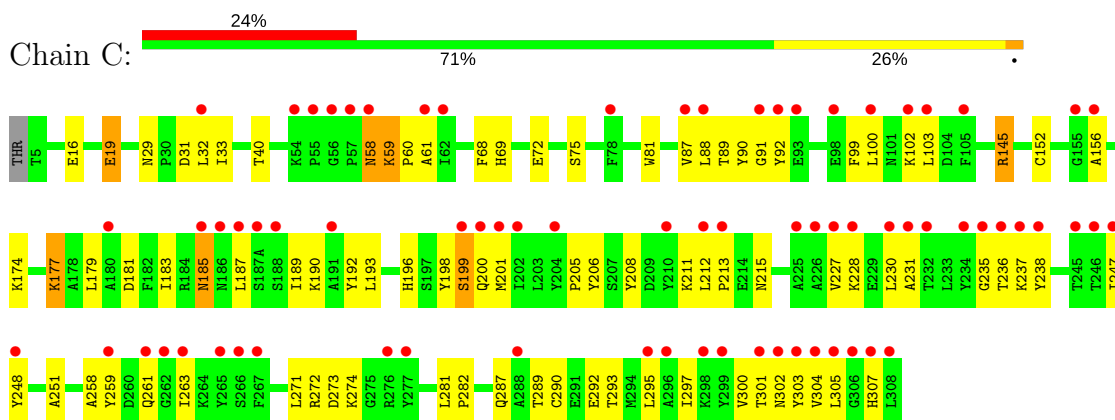 24%
Chain C:
71% 26% •
THR T5 E16 E19 N29 P30 D31 L32 I33 T40 K54 P55 G56 P57 N58 K59 P60 A61 I62 F68 H69 E72 S75 F78 W81 V87 L88 T89 Y90 G91 Y92 E93 E98 F99 L100 N101 K102 L103 D104 F105 R145 C152 G155 A156
K174 K177 A178 L179 A180 D181 F182 I183 R184 N185 N186 L187 S187A S188 I189 K190 A191 Y192 L193 H196 S197 Y198 S199 Q200 M201 I202 L203 Y204 P205 Y206 S207 Y208 D209 Y210 K211 L212 P213 E214 N215 A225 A226 V227 K228 E229 L230 A231 T232 L233 Y234 G235 T236 K237 Y238 T245 T246
Y248 A251 A258 Y259 D260 Q261 G262 I263 K264 Y265 S266 F267 L271 R272 D273 K274 G275 R276 Y277 L281 P282 Q287 A288 T289 C290 E291 E292 T293 M294 L295 A296 I297 K298 Y299 V300 T301 N302 Y303 V304 L305 G306 H307 L308